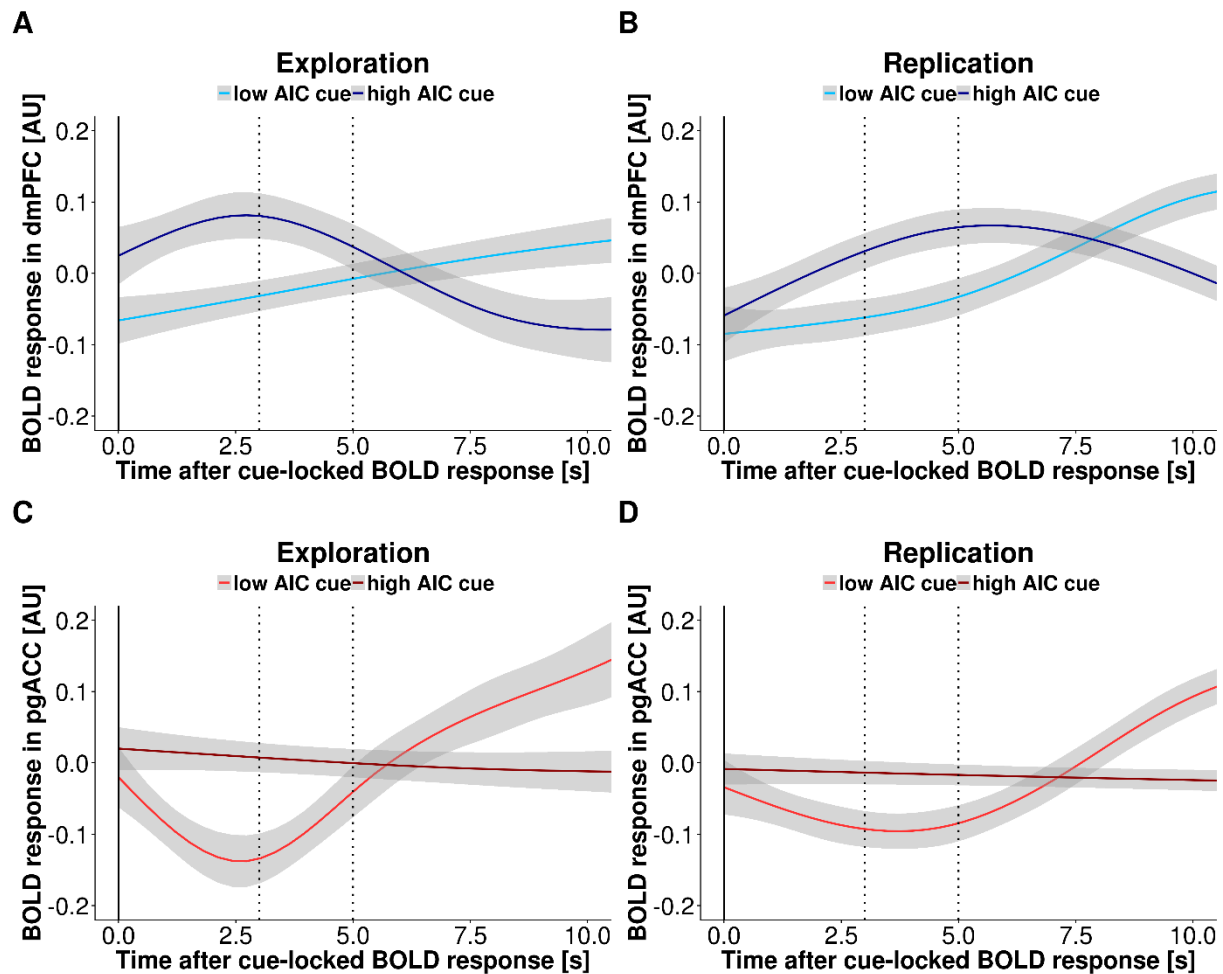 A
Exploration
low AIC cue high AIC cue
BOLD response in dmPFC [AU]
0.2
0.1
0.0
-0.1
-0.2
0.0 2.5 5.0 7.5 10.0
Time after cue-locked BOLD response [s]
B
Replication
low AIC cue high AIC cue
BOLD response in dmPFC [AU]
0.2
0.1
0.0
-0.1
-0.2
0.0 2.5 5.0 7.5 10.0
Time after cue-locked BOLD response [s]
C
Exploration
low AIC cue high AIC cue
BOLD response in pgACC [AU]
0.2
0.1
0.0
-0.1
-0.2
0.0 2.5 5.0 7.5 10.0
Time after cue-locked BOLD response [s]
D
Replication
low AIC cue high AIC cue
BOLD response in pgACC [AU]
0.2
0.1
0.0
-0.1
-0.2
0.0 2.5 5.0 7.5 10.0
Time after cue-locked BOLD response [s]